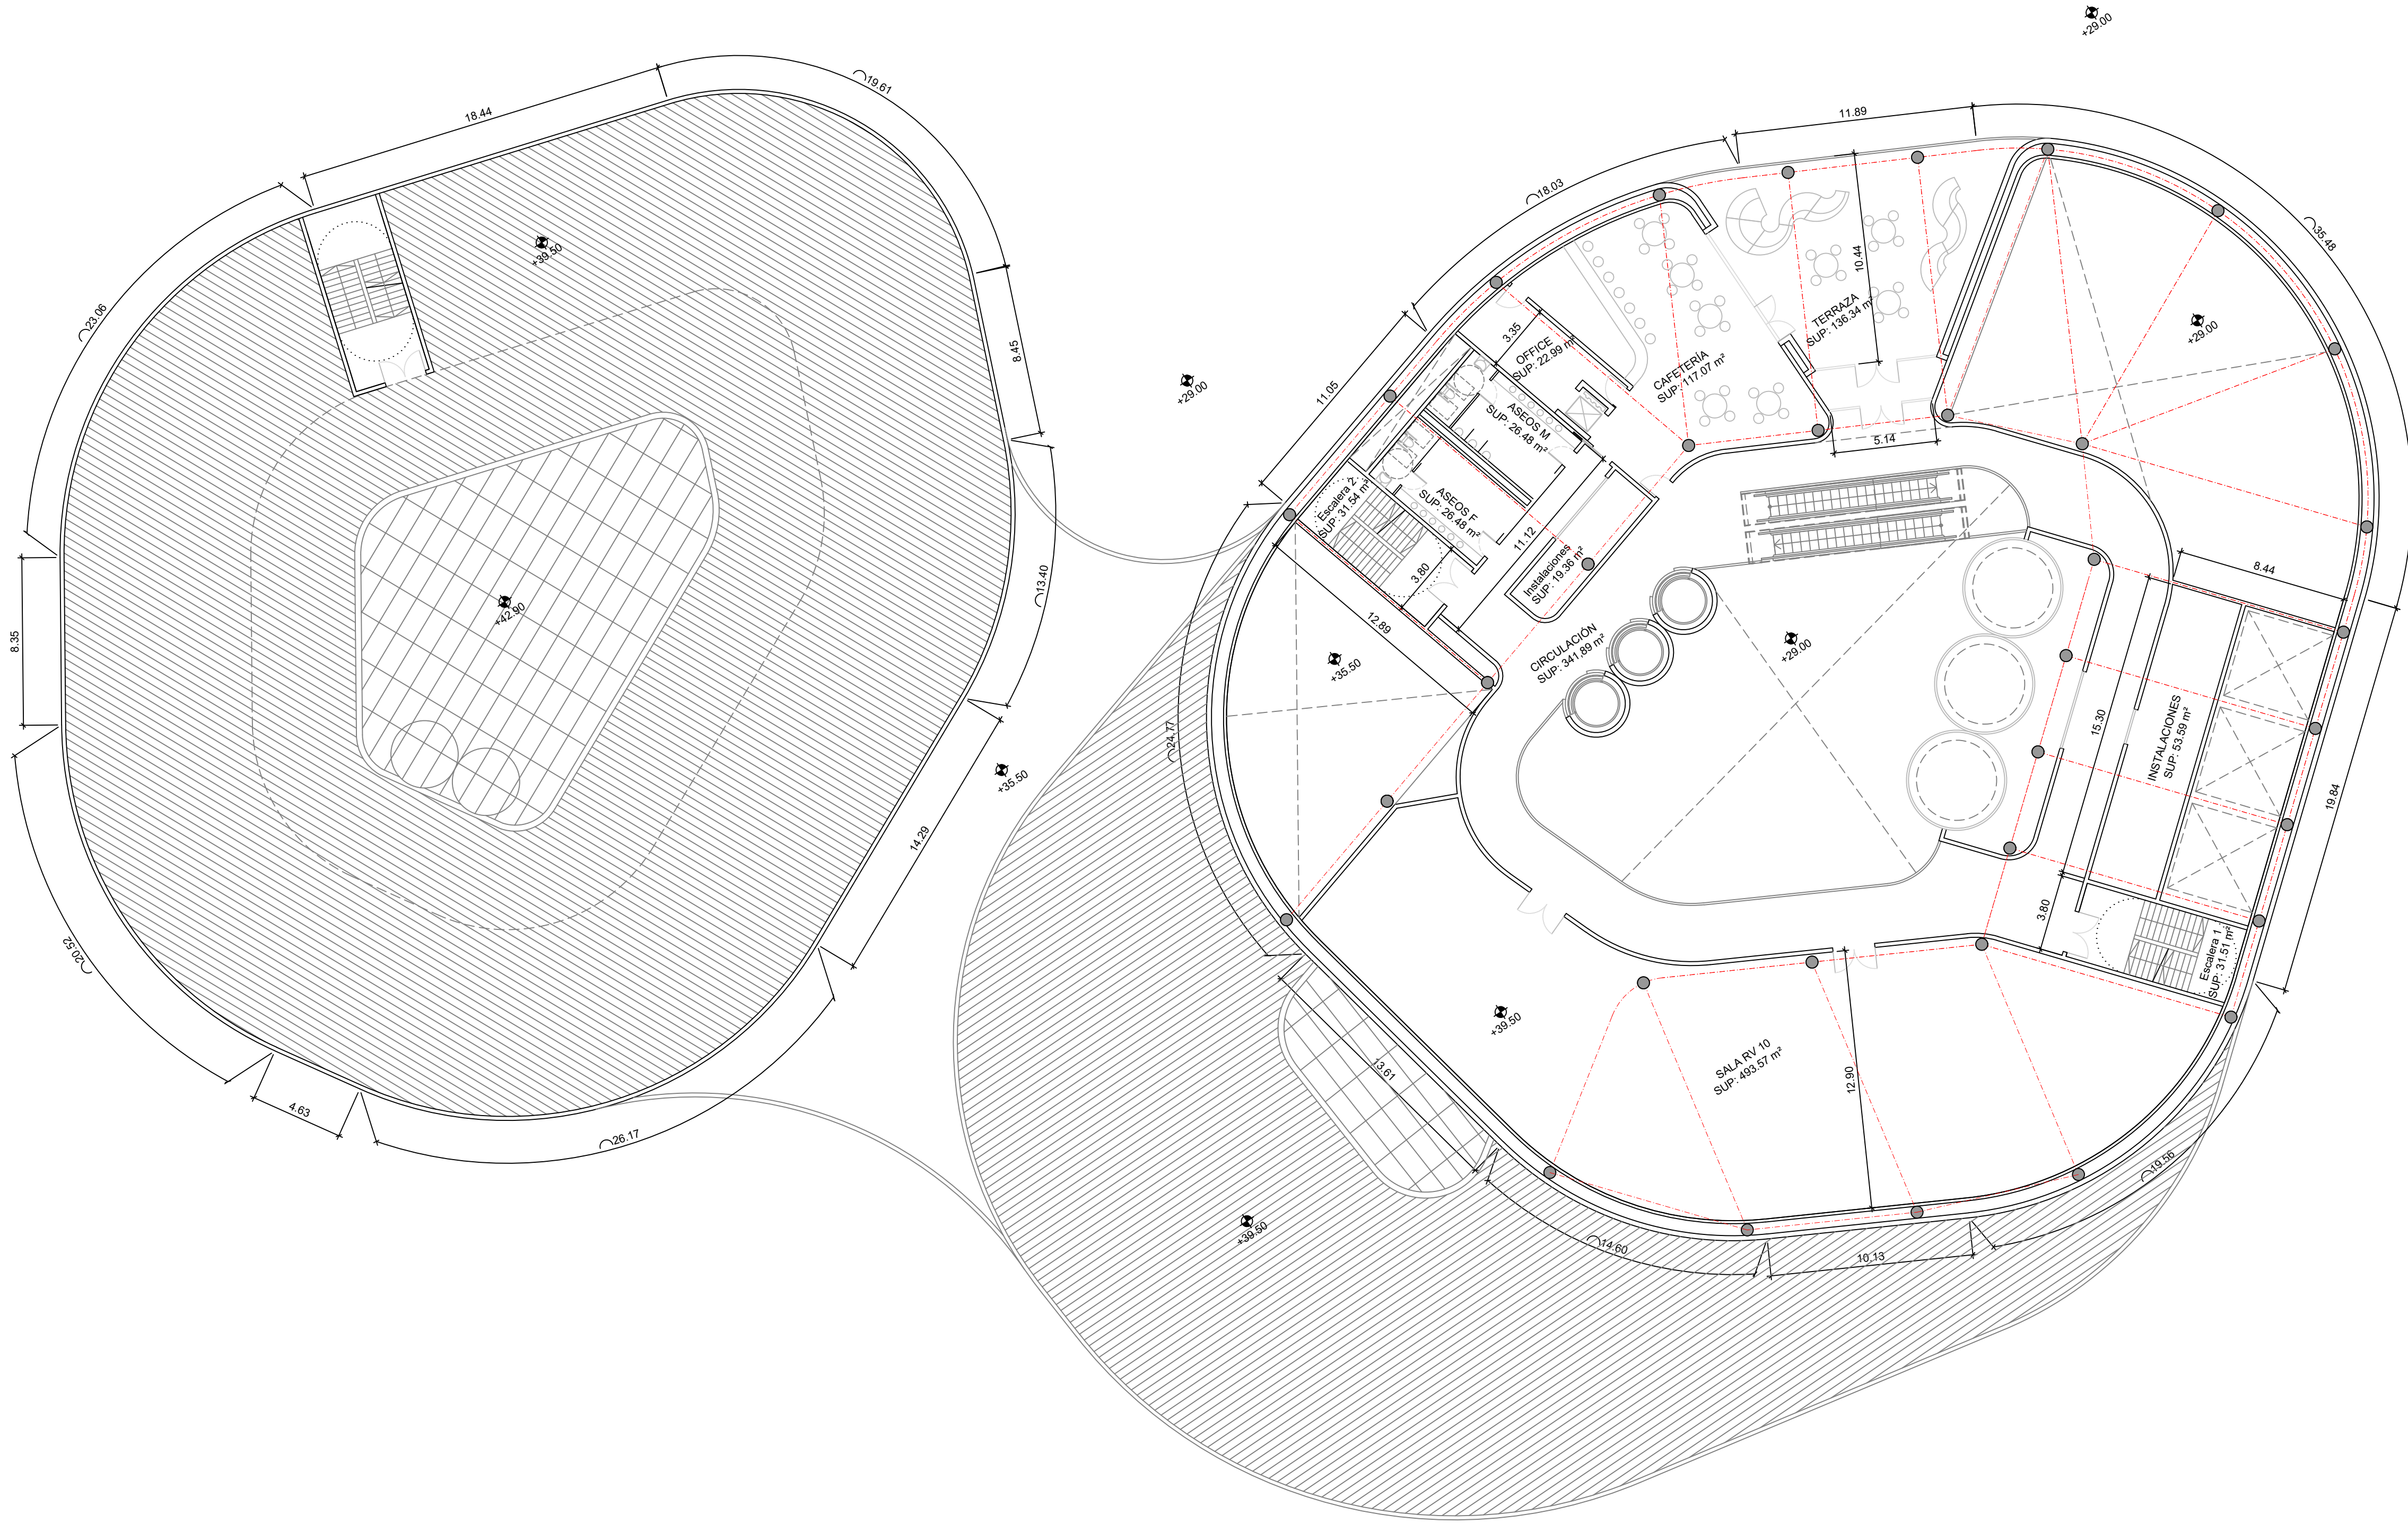 +29.00
19.61
18.44
11.89
18.03
35.48
+39.50
10.44
TERRAZA
SUP: 136.34 m²
+29.00
23.06
3.35
OFFICE
SUP: 22.99 m²
CAFETERÍA
SUP: 117.07 m²
8.45
11.05
+29.00
ASEOS M
SUP: 26.48 m²
5.14
Escalera 2
SUP: 31.54 m²
ASEOS F
SUP: 26.48 m²
11.12
Instalaciones
SUP: 19.36 m²
3.80
8.44
13.40
+42.90
12.89
8.35
CIRCULACIÓN
SUP: 341,89 m²
+29.00
+35.50
24.77
15.30
INSTALACIONES
SUP: 53.59 m²
+35.50
19.84
14.29
3.80
Escalera 1
SUP: 31.51 m²
20.52
+39.50
SALA RV 10
SUP: 493.57 m²
13.61
12.90
4.63
26.17
19.56
+39.50
14.60
10.13